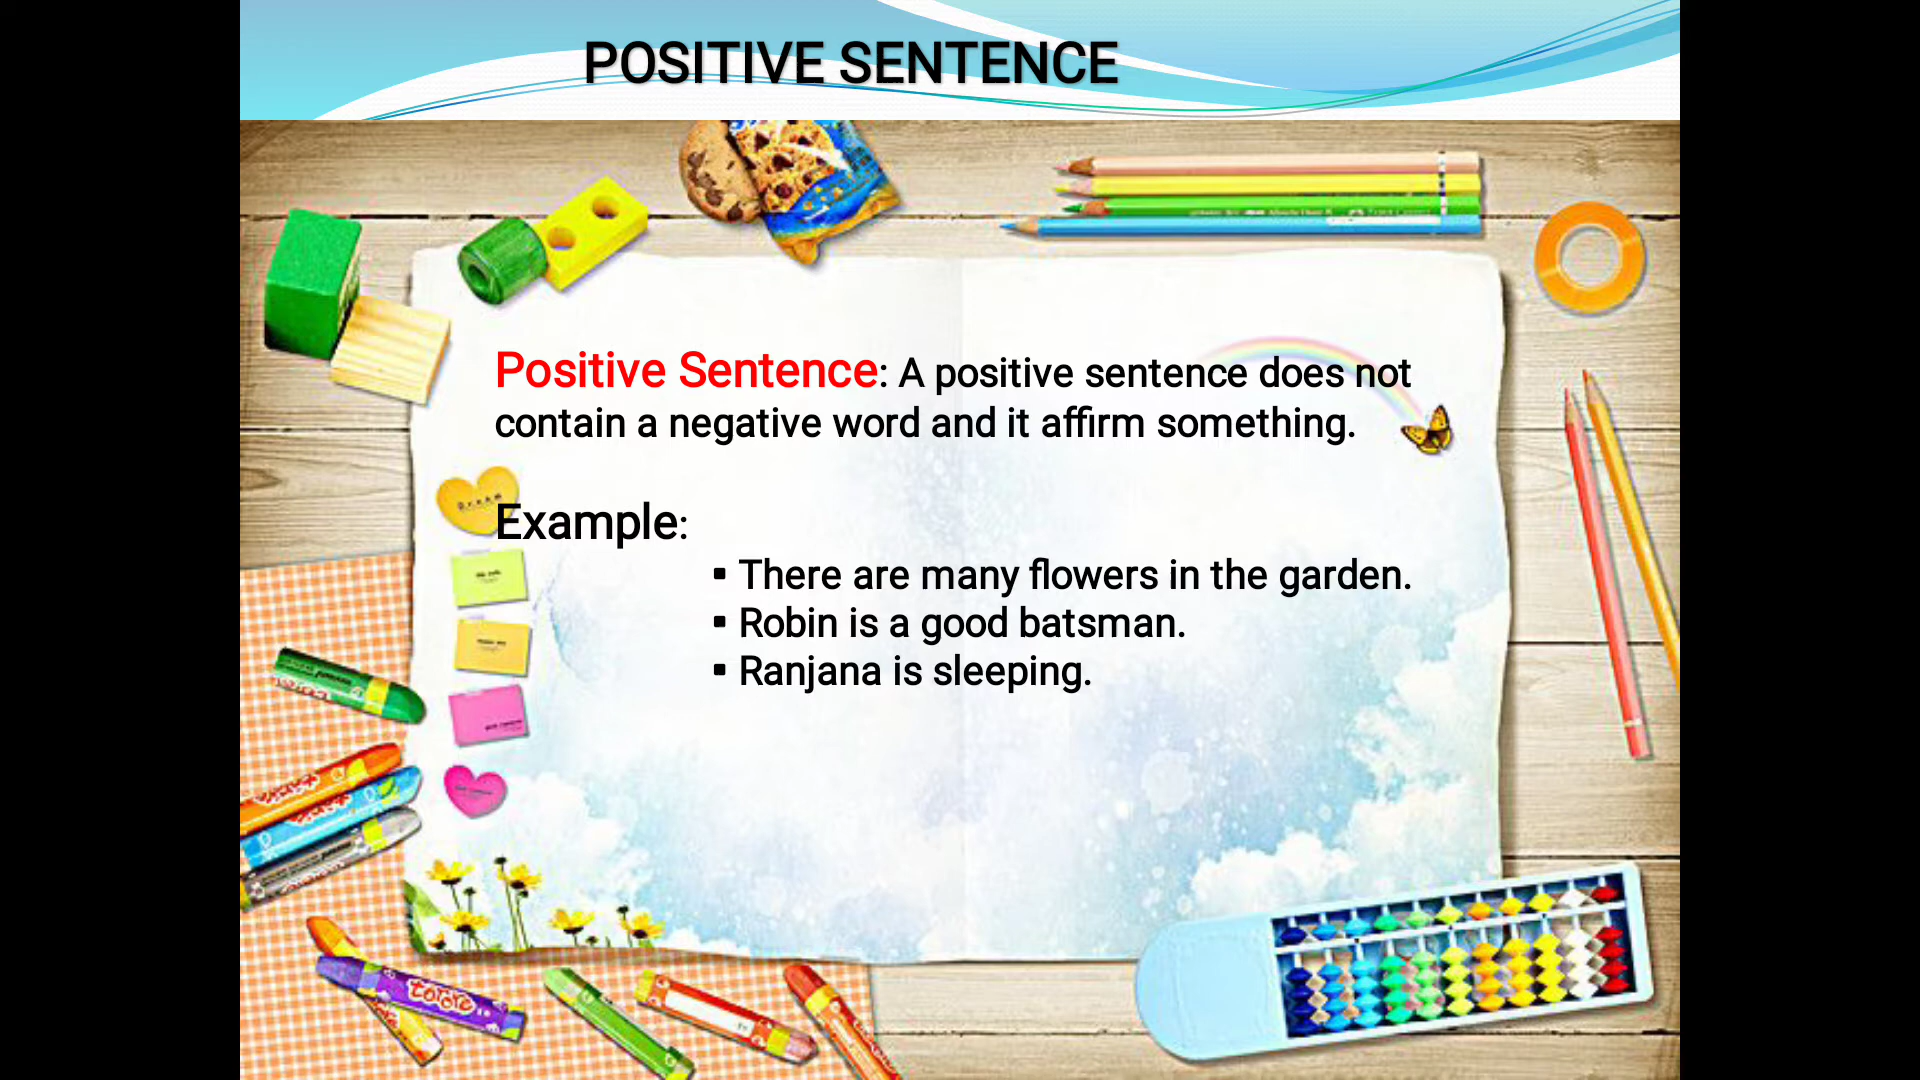 POSITIVE SENTENCE
Positive Sentence: A positive sentence does not
contain a negative word and it affirm something.
Dream
Example:
▪ There are many flowers in the garden.
▪ Robin is a good batsman.
▪ Ranjana is sleeping.